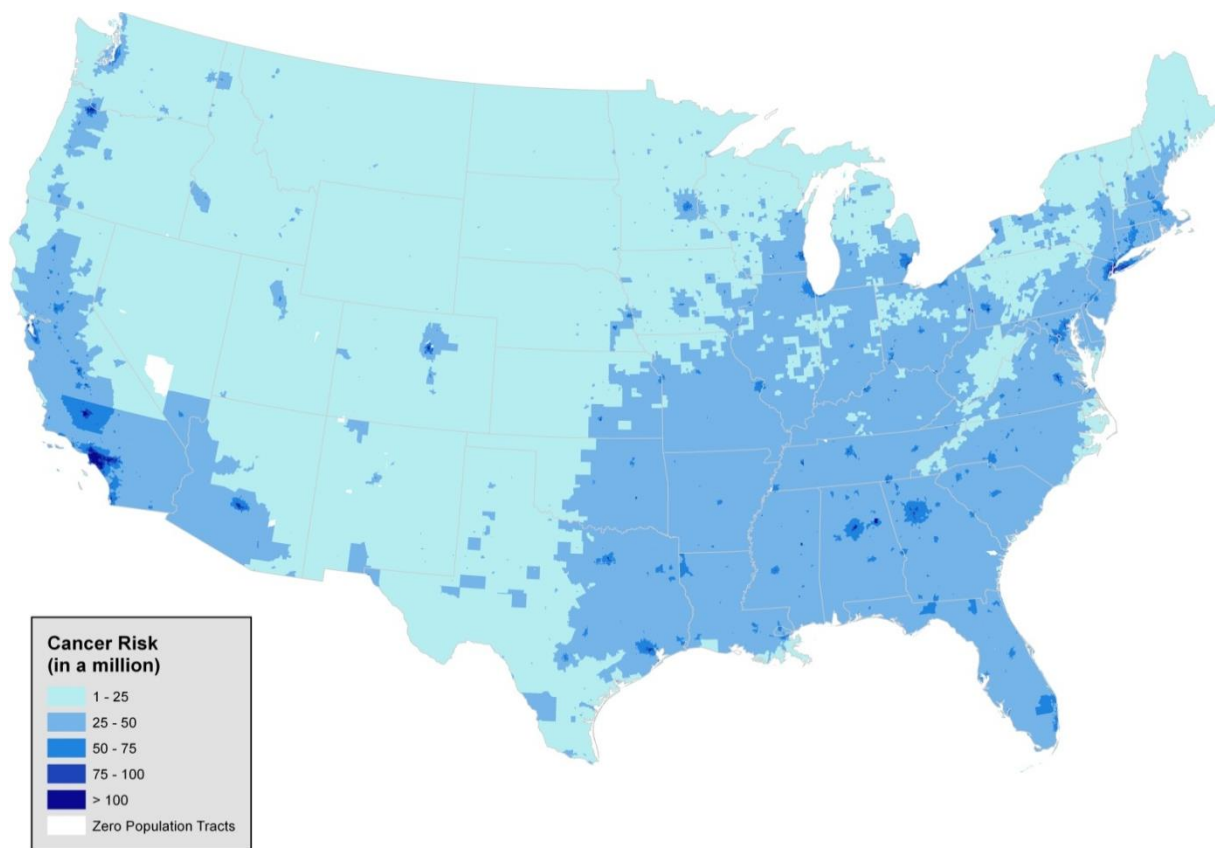 Cancer Risk
(in a million)
1 - 25
25 - 50
50 - 75
75 - 100
> 100
Zero Population Tracts